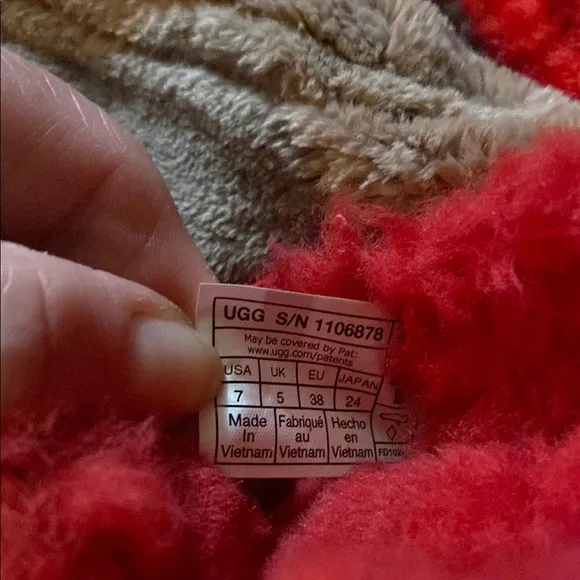 UGG S/N 1106878
May be covered by Pat:
www.ugg.com/patents
USA UK EU JAPAN
7 5 38 24
Made Fabriqué Hecho
In au en
Vietnam Vietnam Vietnam